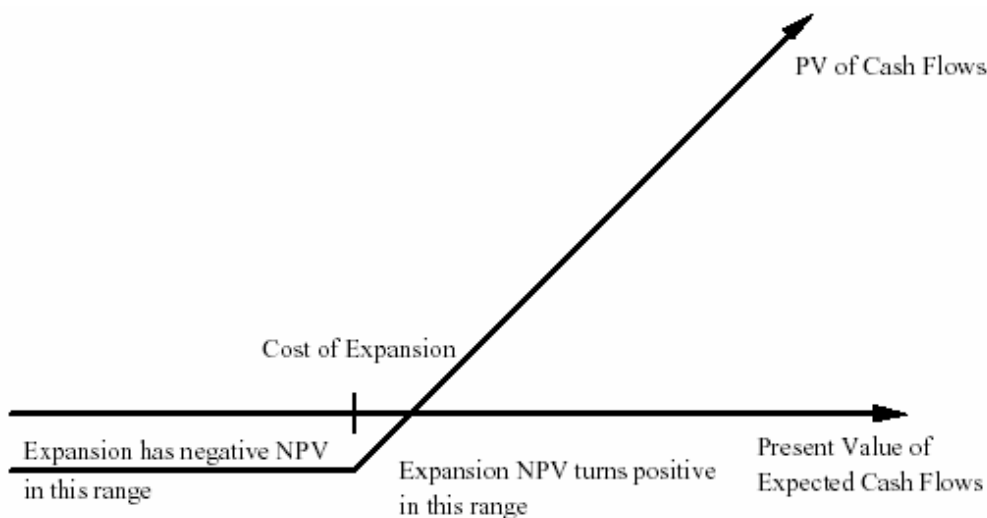 PV of Cash Flows
Cost of Expansion
Expansion has negative NPV
in this range
Expansion NPV turns positive
in this range
Present Value of
Expected Cash Flows